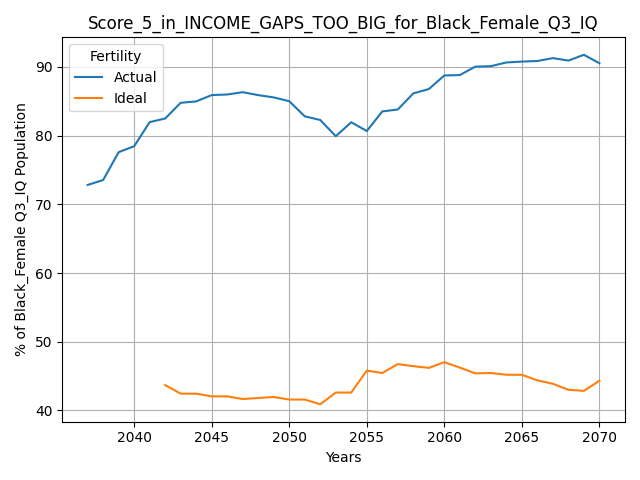 Score_5_in_INCOME_GAPS_TOO_BIG_for_Black_Female_Q3_IQ
Fertility
Actual
Ideal
% of Black_Female Q3_IQ Population
90
80
70
60
50
40
2040 2045 2050 2055 2060 2065 2070
Years